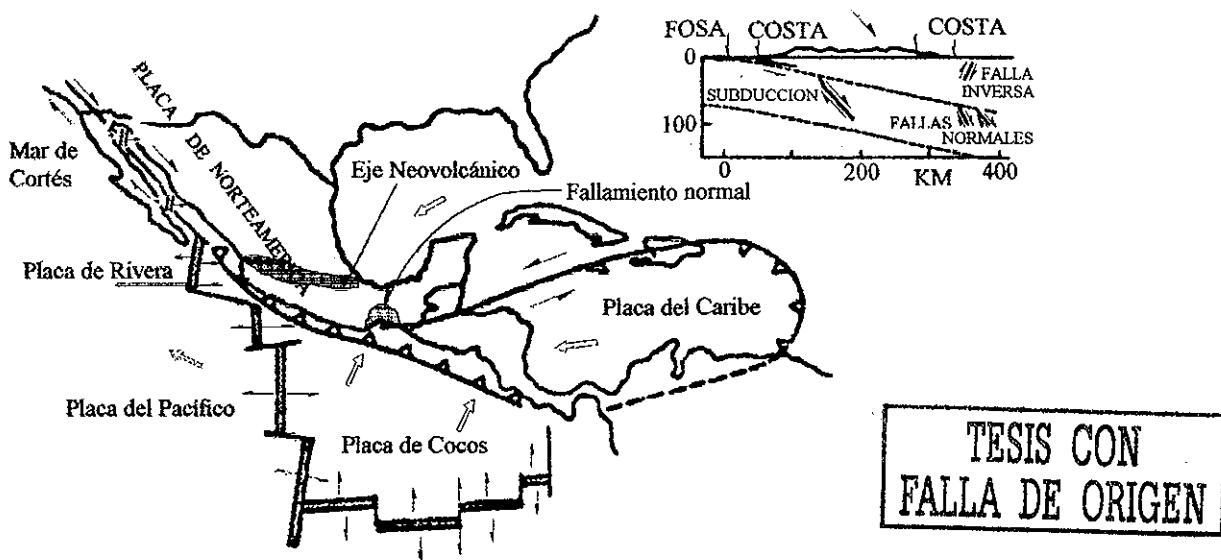 FOSA COSTA COSTA
0
SUBDUCCION
FALLA
INVERSA
FALLAS
NORMALES
100
0 200 400
KM
PLACA
DE NORTEAMERICA
Mar de
Cortés
Eje Neovolcánico
Fallamiento normal
Placa de Rivera
Placa del Caribe
Placa del Pacífico
Placa de Cocos
TESIS CON
FALLA DE ORIGEN